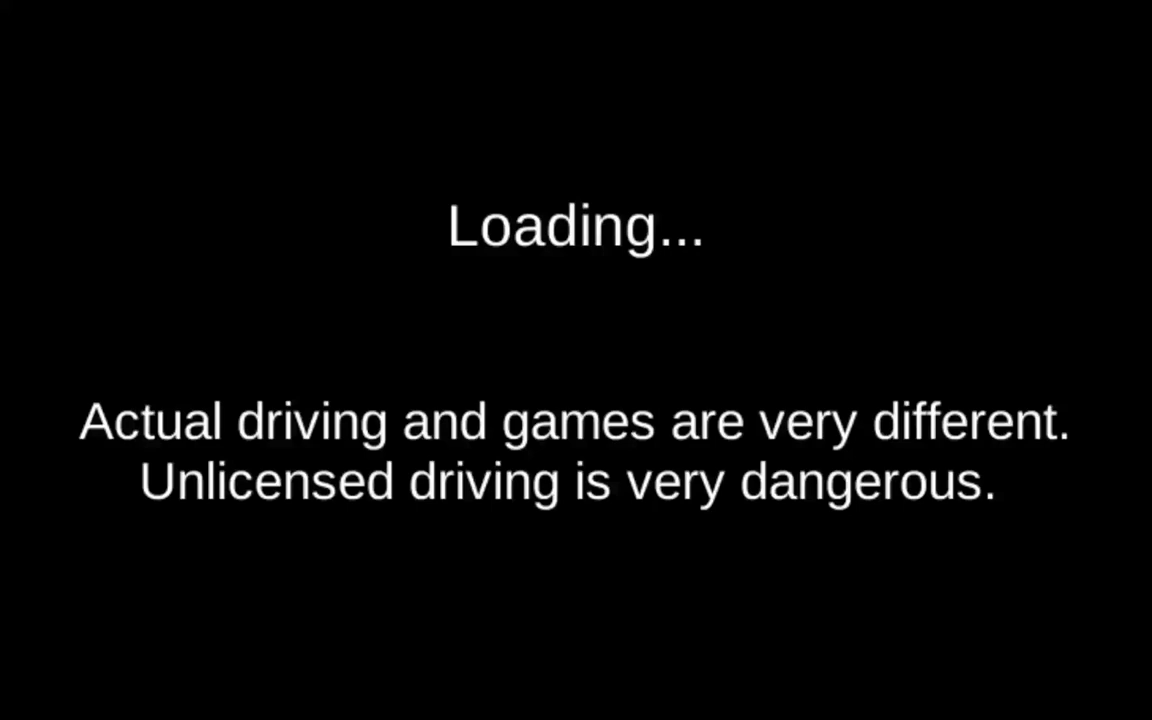 Loading...
Actual driving and games are very different.
Unlicensed driving is very dangerous.